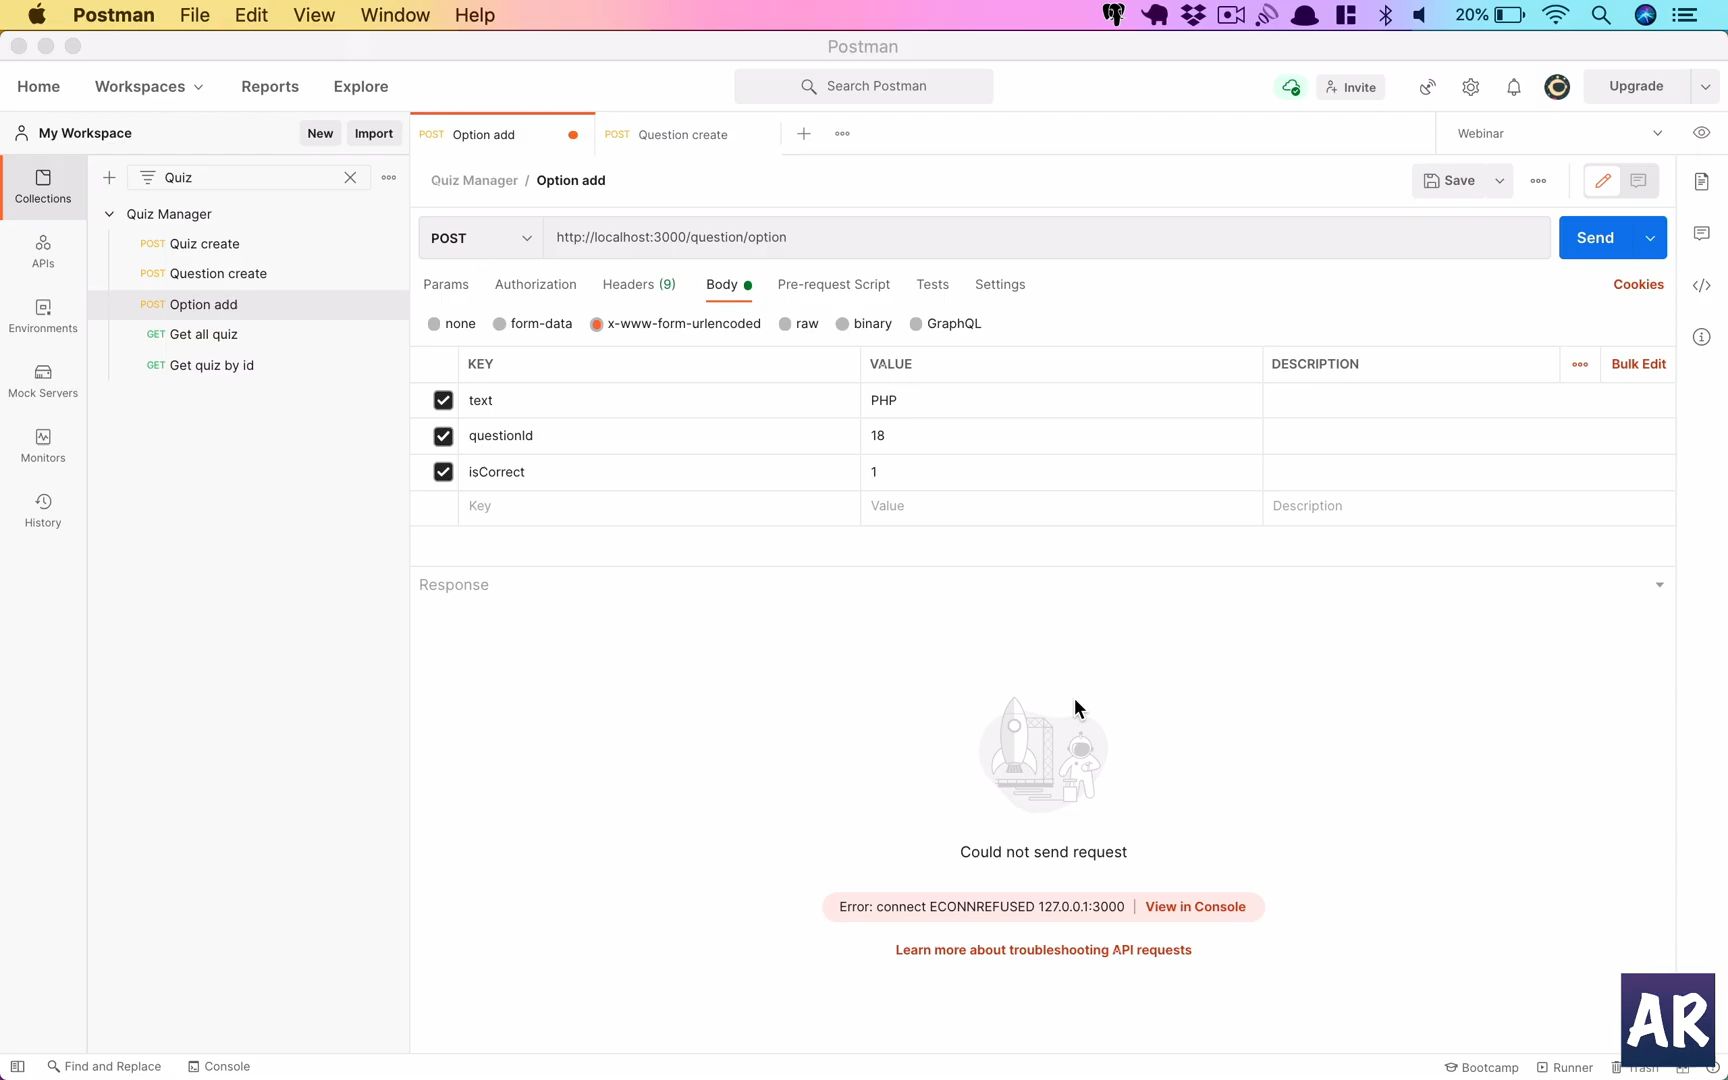 Postman File Edit View Window Help 20%
Postman
Home Workspaces Reports Explore Search Postman Invite Upgrade
My Workspace New Import POST Option add POST Question create Webinar
Collections
APIs
Environments
Mock Servers
Monitors
History
Quiz
Quiz Manager
POST Quiz create
POST Question create
POST Option add
GET Get all quiz
GET Get quiz by id
Quiz Manager / Option add Save
POST http://localhost:3000/question/option Send
Params Authorization Headers (9) Body Pre-request Script Tests Settings Cookies
none form-data x-www-form-urlencoded raw binary GraphQL
KEY VALUE DESCRIPTION Bulk Edit
text PHP
questionId 18
isCorrect 1
Key Value Description
Response
Could not send request
Error: connect ECONNREFUSED 127.0.0.1:3000 | View in Console
Learn more about troubleshooting API requests
AR
Find and Replace Console Bootcamp Runner Trash